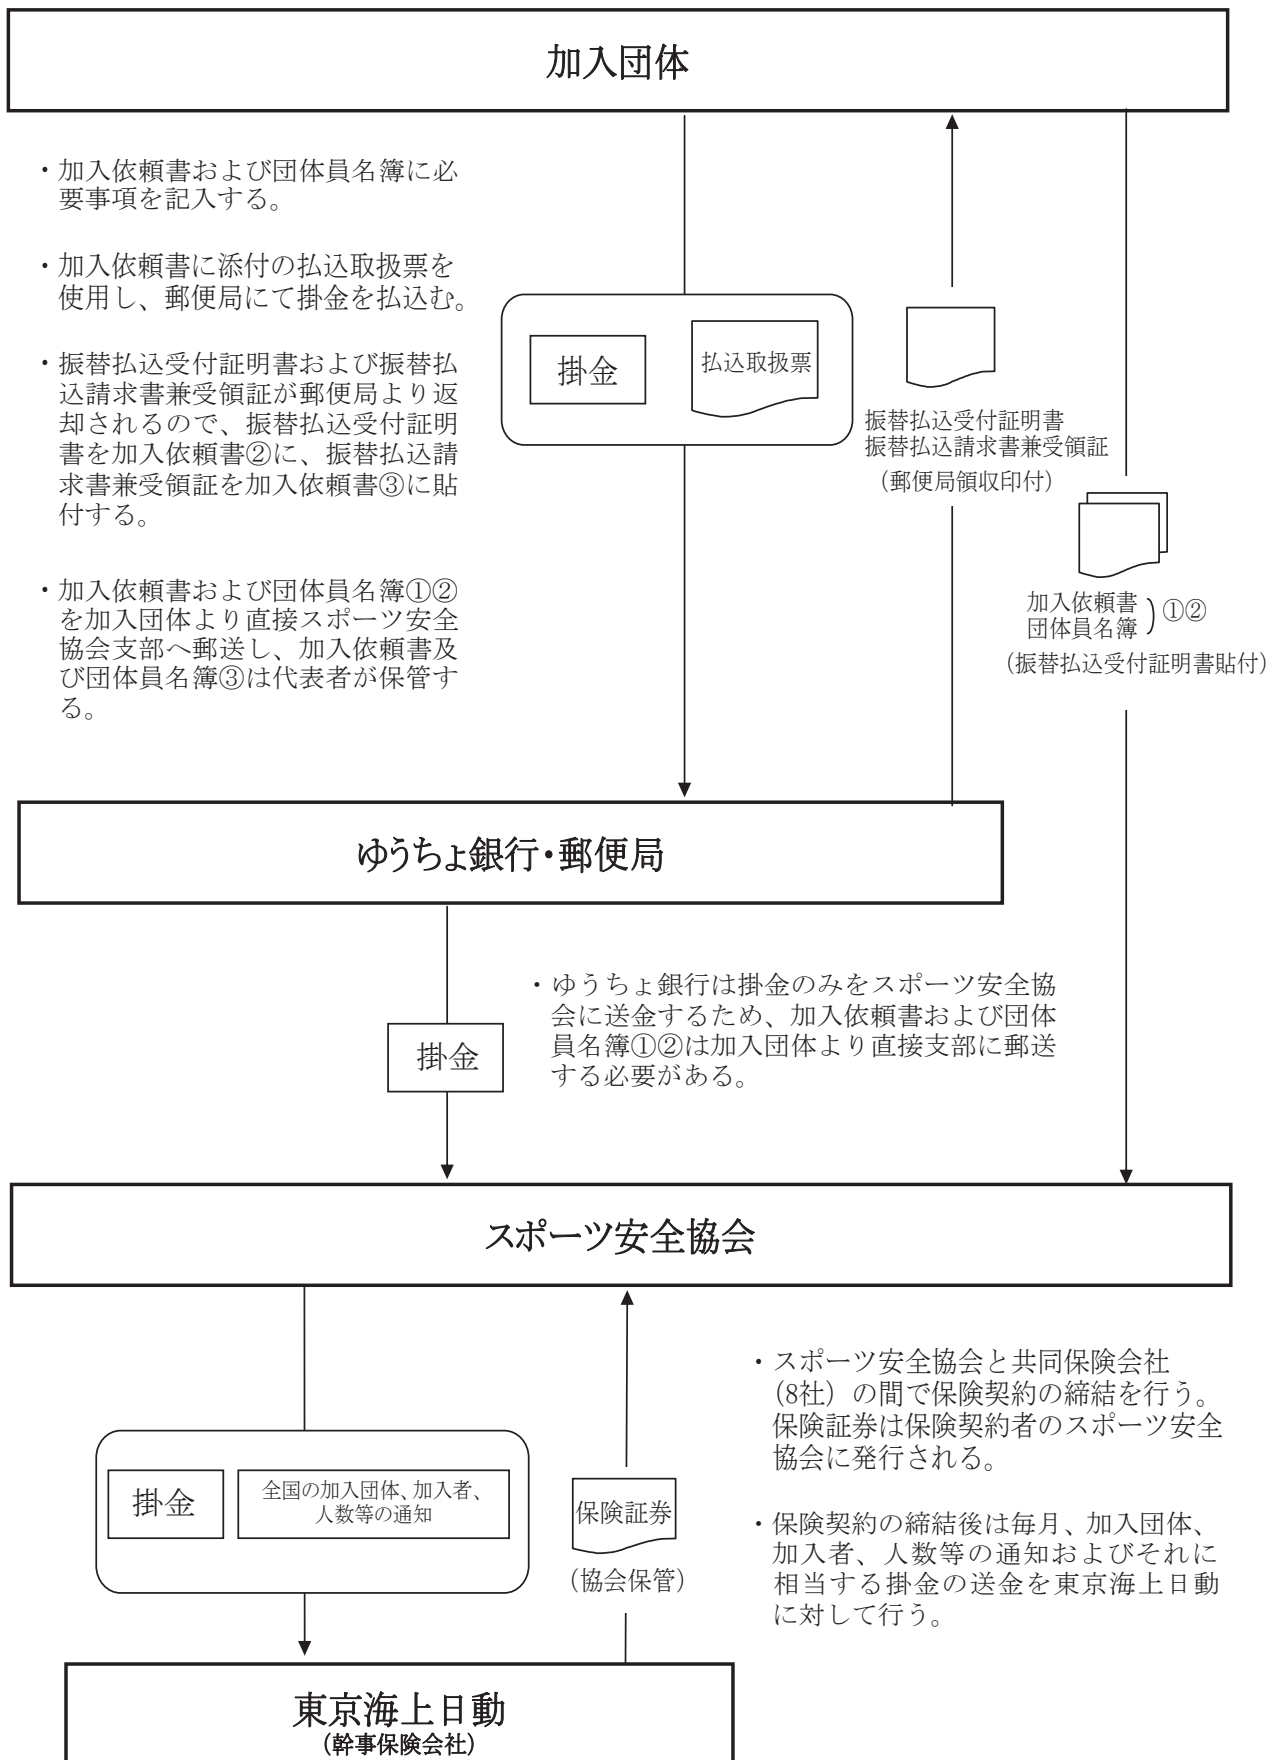 加入団体
・加入依頼書および団体員名簿に必
要事項を記入する。
・加入依頼書に添付の払込取扱票を
使用し、郵便局にて掛金を払込む。
・振替払込受付証明書および振替払
込請求書兼受領証が郵便局より返
却されるので、振替払込受付証明
書を加入依頼書②に、振替払込請
求書兼受領証を加入依頼書③に貼
付する。
・加入依頼書および団体員名簿①②
を加入団体より直接スポーツ安全
協会支部へ郵送し、加入依頼書及
び団体員名簿③は代表者が保管す
る。
掛金
払込取扱票
振替払込受付証明書
振替払込請求書兼受領証
（郵便局領収印付）
加入依頼書
団体員名簿
①②
（振替払込受付証明書貼付）
ゆうちょ銀行・郵便局
掛金
・ゆうちょ銀行は掛金のみをスポーツ安全協
会に送金するため、加入依頼書および団体
員名簿①②は加入団体より直接支部に郵送
する必要がある。
スポーツ安全協会
掛金
全国の加入団体、加入者、
人数等の通知
保険証券
（協会保管）
・スポーツ安全協会と共同保険会社
（8社）の間で保険契約の締結を行う。
保険証券は保険契約者のスポーツ安全
協会に発行される。
・保険契約の締結後は毎月、加入団体、
加入者、人数等の通知およびそれに
相当する掛金の送金を東京海上日動
に対して行う。
東京海上日動
（幹事保険会社）